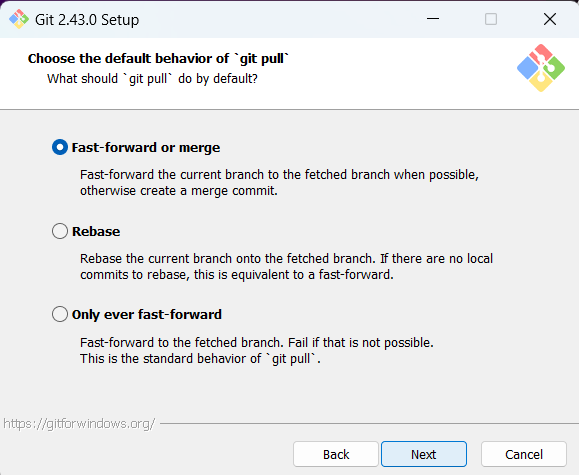 Git 2.43.0 Setup
Choose the default behavior of `git pull`
What should `git pull` do by default?
Fast-forward or merge
Fast-forward the current branch to the fetched branch when possible,
otherwise create a merge commit.
Rebase
Rebase the current branch onto the fetched branch. If there are no local
commits to rebase, this is equivalent to a fast-forward.
Only ever fast-forward
Fast-forward to the fetched branch. Fail if that is not possible.
This is the standard behavior of `git pull`.
https://gitforwindows.org/
Back
Next
Cancel